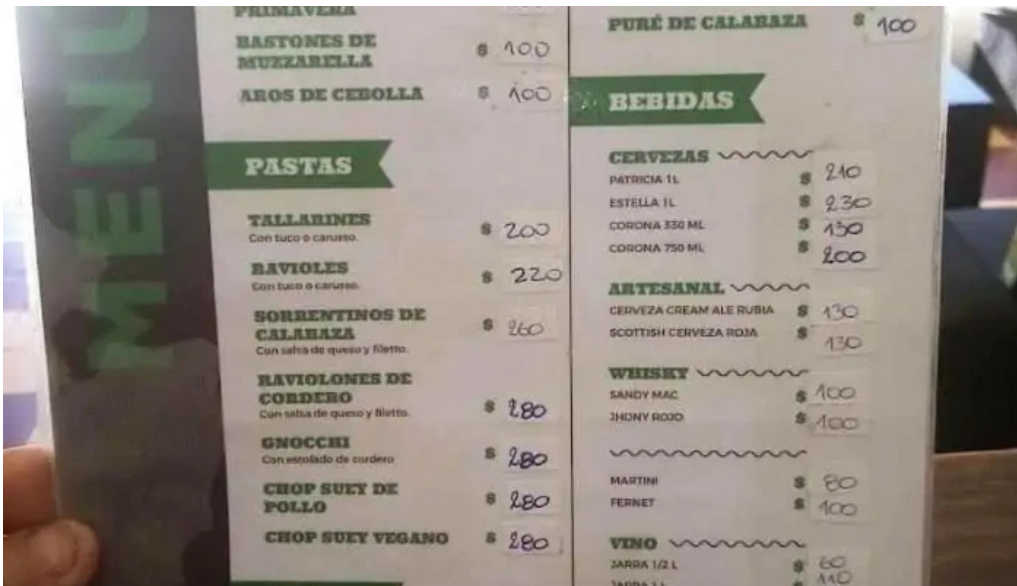 MENU
PRIMAVERA
BASTONES DE
MUZZARELLA $ 100
AROS DE CEBOLLA $ 100
PASTAS
TALLARINES
Con tuco o carusso. $ 200
RAVIOLES
Con tuco o carusso. $ 220
SORRENTINOS DE
CALABAZA $ 260
Con salsa de queso y filetto.
RAVIOLONES DE
CORDERO
Con salsa de queso y filetto. $ 280
GNOCCHI
Con estofado de cordero $ 280
CHOP SUEY DE
POLLO $ 280
CHOP SUEY VEGANO $ 280
PURÉ DE CALABAZA $ 100
BEBIDAS
CERVEZAS
PATRICIA 1L $ 210
ESTELLA 1L $ 230
CORONA 330 ML $ 130
CORONA 750 ML $ 200
ARTESANAL
CERVEZA CREAM ALE RUBIA $ 130
SCOTTISH CERVEZA ROJA $ 130
WHISKY
SANDY MAC $ 100
JHONY ROJO $ 100
MARTINI $ 80
FERNET $ 100
VINO
JARRA 1/2 L $ 60
JARRA 1 L 110